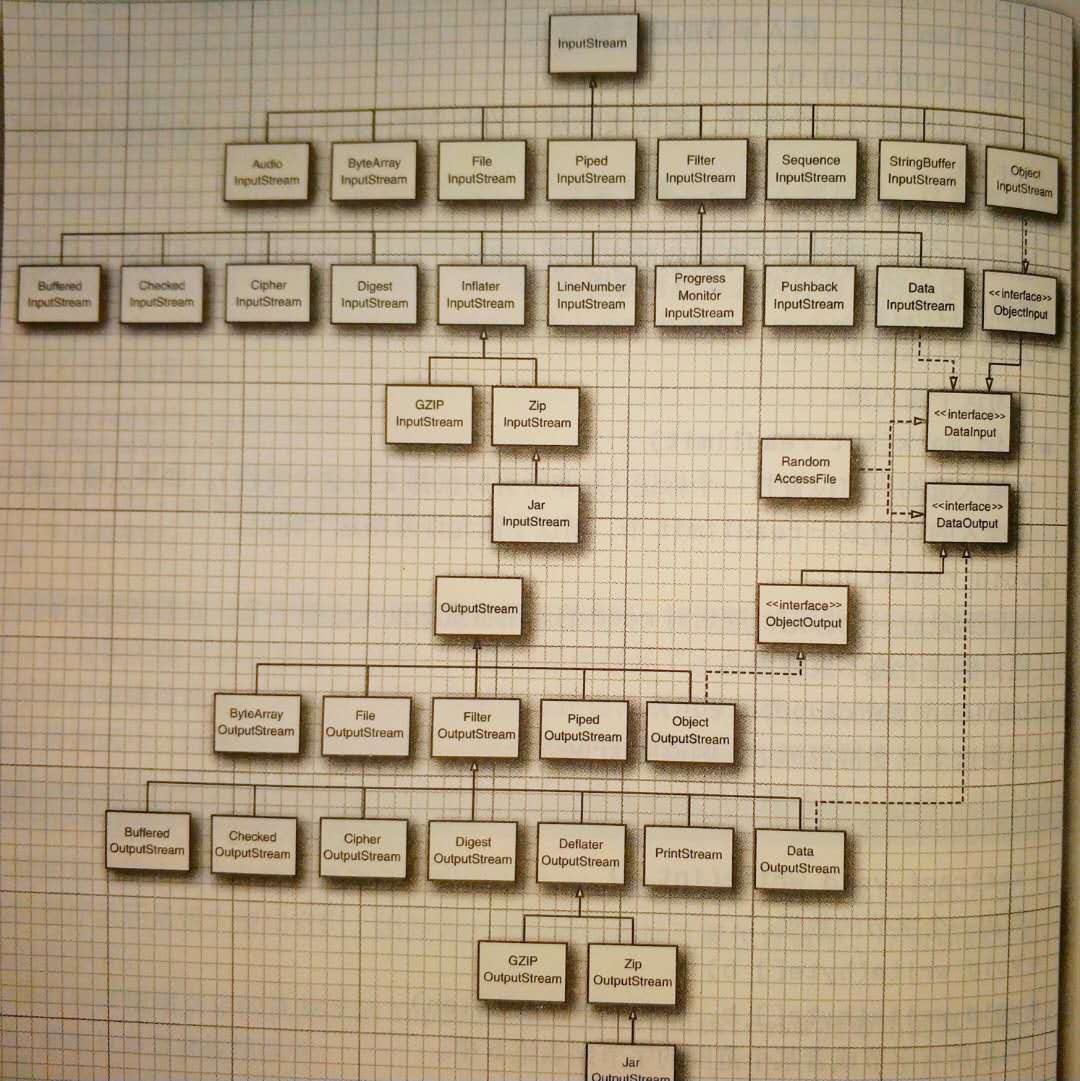 InputStream
Audio
InputStream
ByteArray
InputStream
File
InputStream
Piped
InputStream
Filter
InputStream
Sequence
InputStream
StringBuffer
InputStream
Object
InputStream
Buffered
InputStream
Checked
InputStream
Cipher
InputStream
Digest
InputStream
Inflater
InputStream
LineNumber
InputStream
Progress
Monitor
InputStream
Pushback
InputStream
Data
InputStream
<<interface>>
ObjectInput
GZIP
InputStream
Zip
InputStream
<<interface>>
DataInput
Random
AccessFile
Jar
InputStream
<<interface>>
DataOutput
OutputStream
<<interface>>
ObjectOutput
ByteArray
OutputStream
File
OutputStream
Filter
OutputStream
Piped
OutputStream
Object
OutputStream
Buffered
OutputStream
Checked
OutputStream
Cipher
OutputStream
Digest
OutputStream
Deflater
OutputStream
PrintStream
Data
OutputStream
GZIP
OutputStream
Zip
OutputStream
Jar
OutputStream